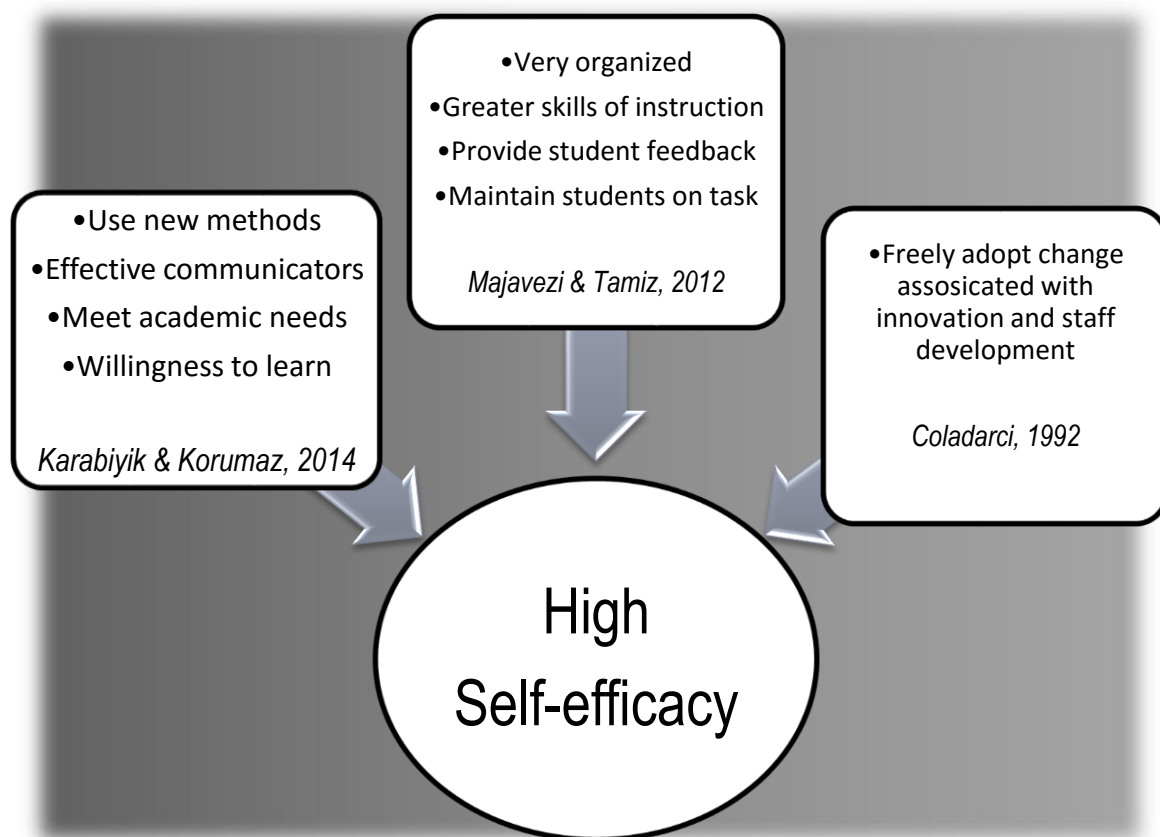 •Use new methods
•Effective communicators
•Meet academic needs
•Willingness to learn
Karabiyik & Korumaz, 2014
•Very organized
•Greater skills of instruction
•Provide student feedback
•Maintain students on task
Majavezi & Tamiz, 2012
•Freely adopt change
assosicated with
innovation and staff
development
Coladarci, 1992
High
Self-efficacy